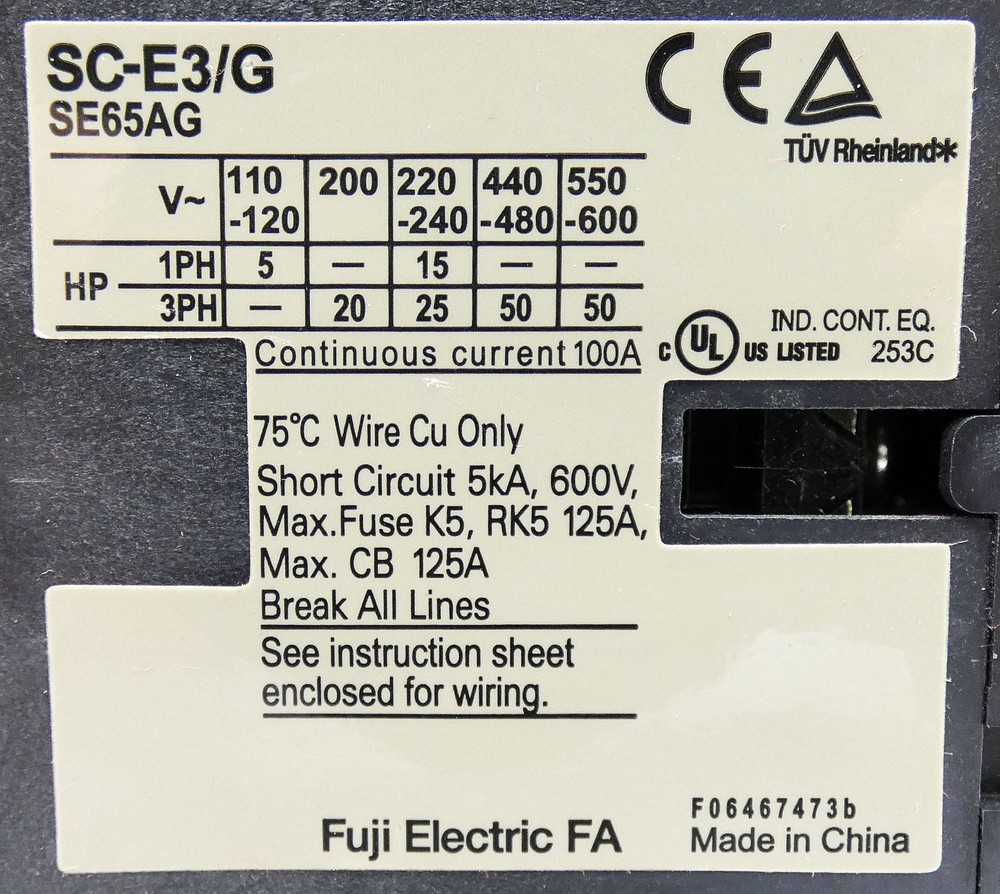 SC-E3/G
SE65AG
CE
TÜV Rheinland
V~ 110-120 200 220-240 440-480 550-600
HP 1PH 5 — 15 — —
3PH — 20 25 50 50
Continuous current 100A
C UL US LISTED
IND. CONT. EQ.
253C
75°C Wire Cu Only
Short Circuit 5kA, 600V,
Max.Fuse K5, RK5 125A,
Max. CB 125A
Break All Lines
See instruction sheet
enclosed for wiring.
Fuji Electric FA
F06467473b
Made in China